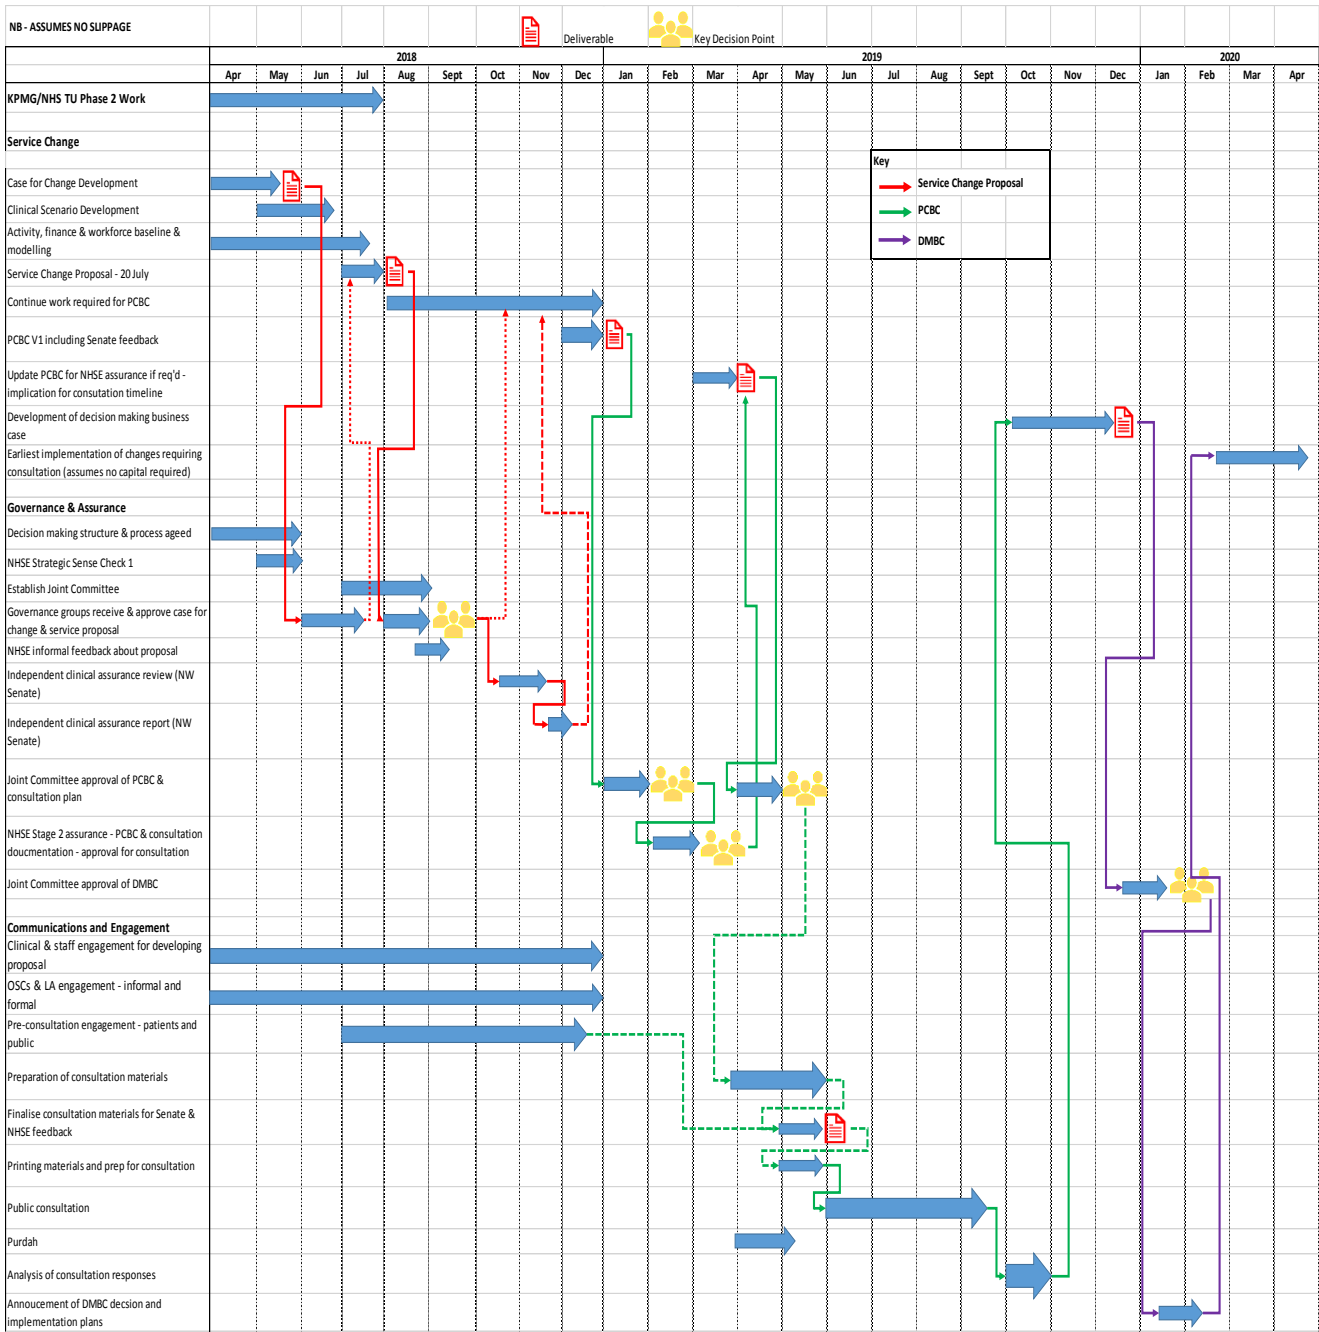 NB - ASSUMES NO SLIPPAGE
Deliverable
Key Decision Point
2018
2019
2020
Apr May Jun Jul Aug Sept Oct Nov Dec Jan Feb Mar Apr May Jun Jul Aug Sept Oct Nov Dec Jan Feb Mar Apr
KPMG/NHS TU Phase 2 Work
Service Change
Key
Service Change Proposal
PCBC
DMBC
Case for Change Development
Clinical Scenario Development
Activity, finance & workforce baseline &
modelling
Service Change Proposal - 20 July
Continue work required for PCBC
PCBC V1 including Senate feedback
Update PCBC for NHSE assurance if req'd -
implication for consutation timeline
Development of decision making business
case
Earliest implementation of changes requiring
consultation (assumes no capital required)
Governance & Assurance
Decision making structure & process ageed
NHSE Strategic Sense Check 1
Establish Joint Committee
Governance groups receive & approve case for
change & service proposal
NHSE informal feedback about proposal
Independent clinical assurance review (NW
Senate)
Independent clinical assurance report (NW
Senate)
Joint Committee approval of PCBC &
consultation plan
NHSE Stage 2 assurance - PCBC & consultation
doucmentation - approval for consultation
Joint Committee approval of DMBC
Communications and Engagement
Clinical & staff engagement for developing
proposal
OSCs & LA engagement - informal and
formal
Pre-consultation engagement - patients and
public
Preparation of consultation materials
Finalise consultation materials for Senate &
NHSE feedback
Printing materials and prep for consultation
Public consultation
Purdah
Analysis of consultation responses
Annoucement of DMBC decsion and
implementation plans